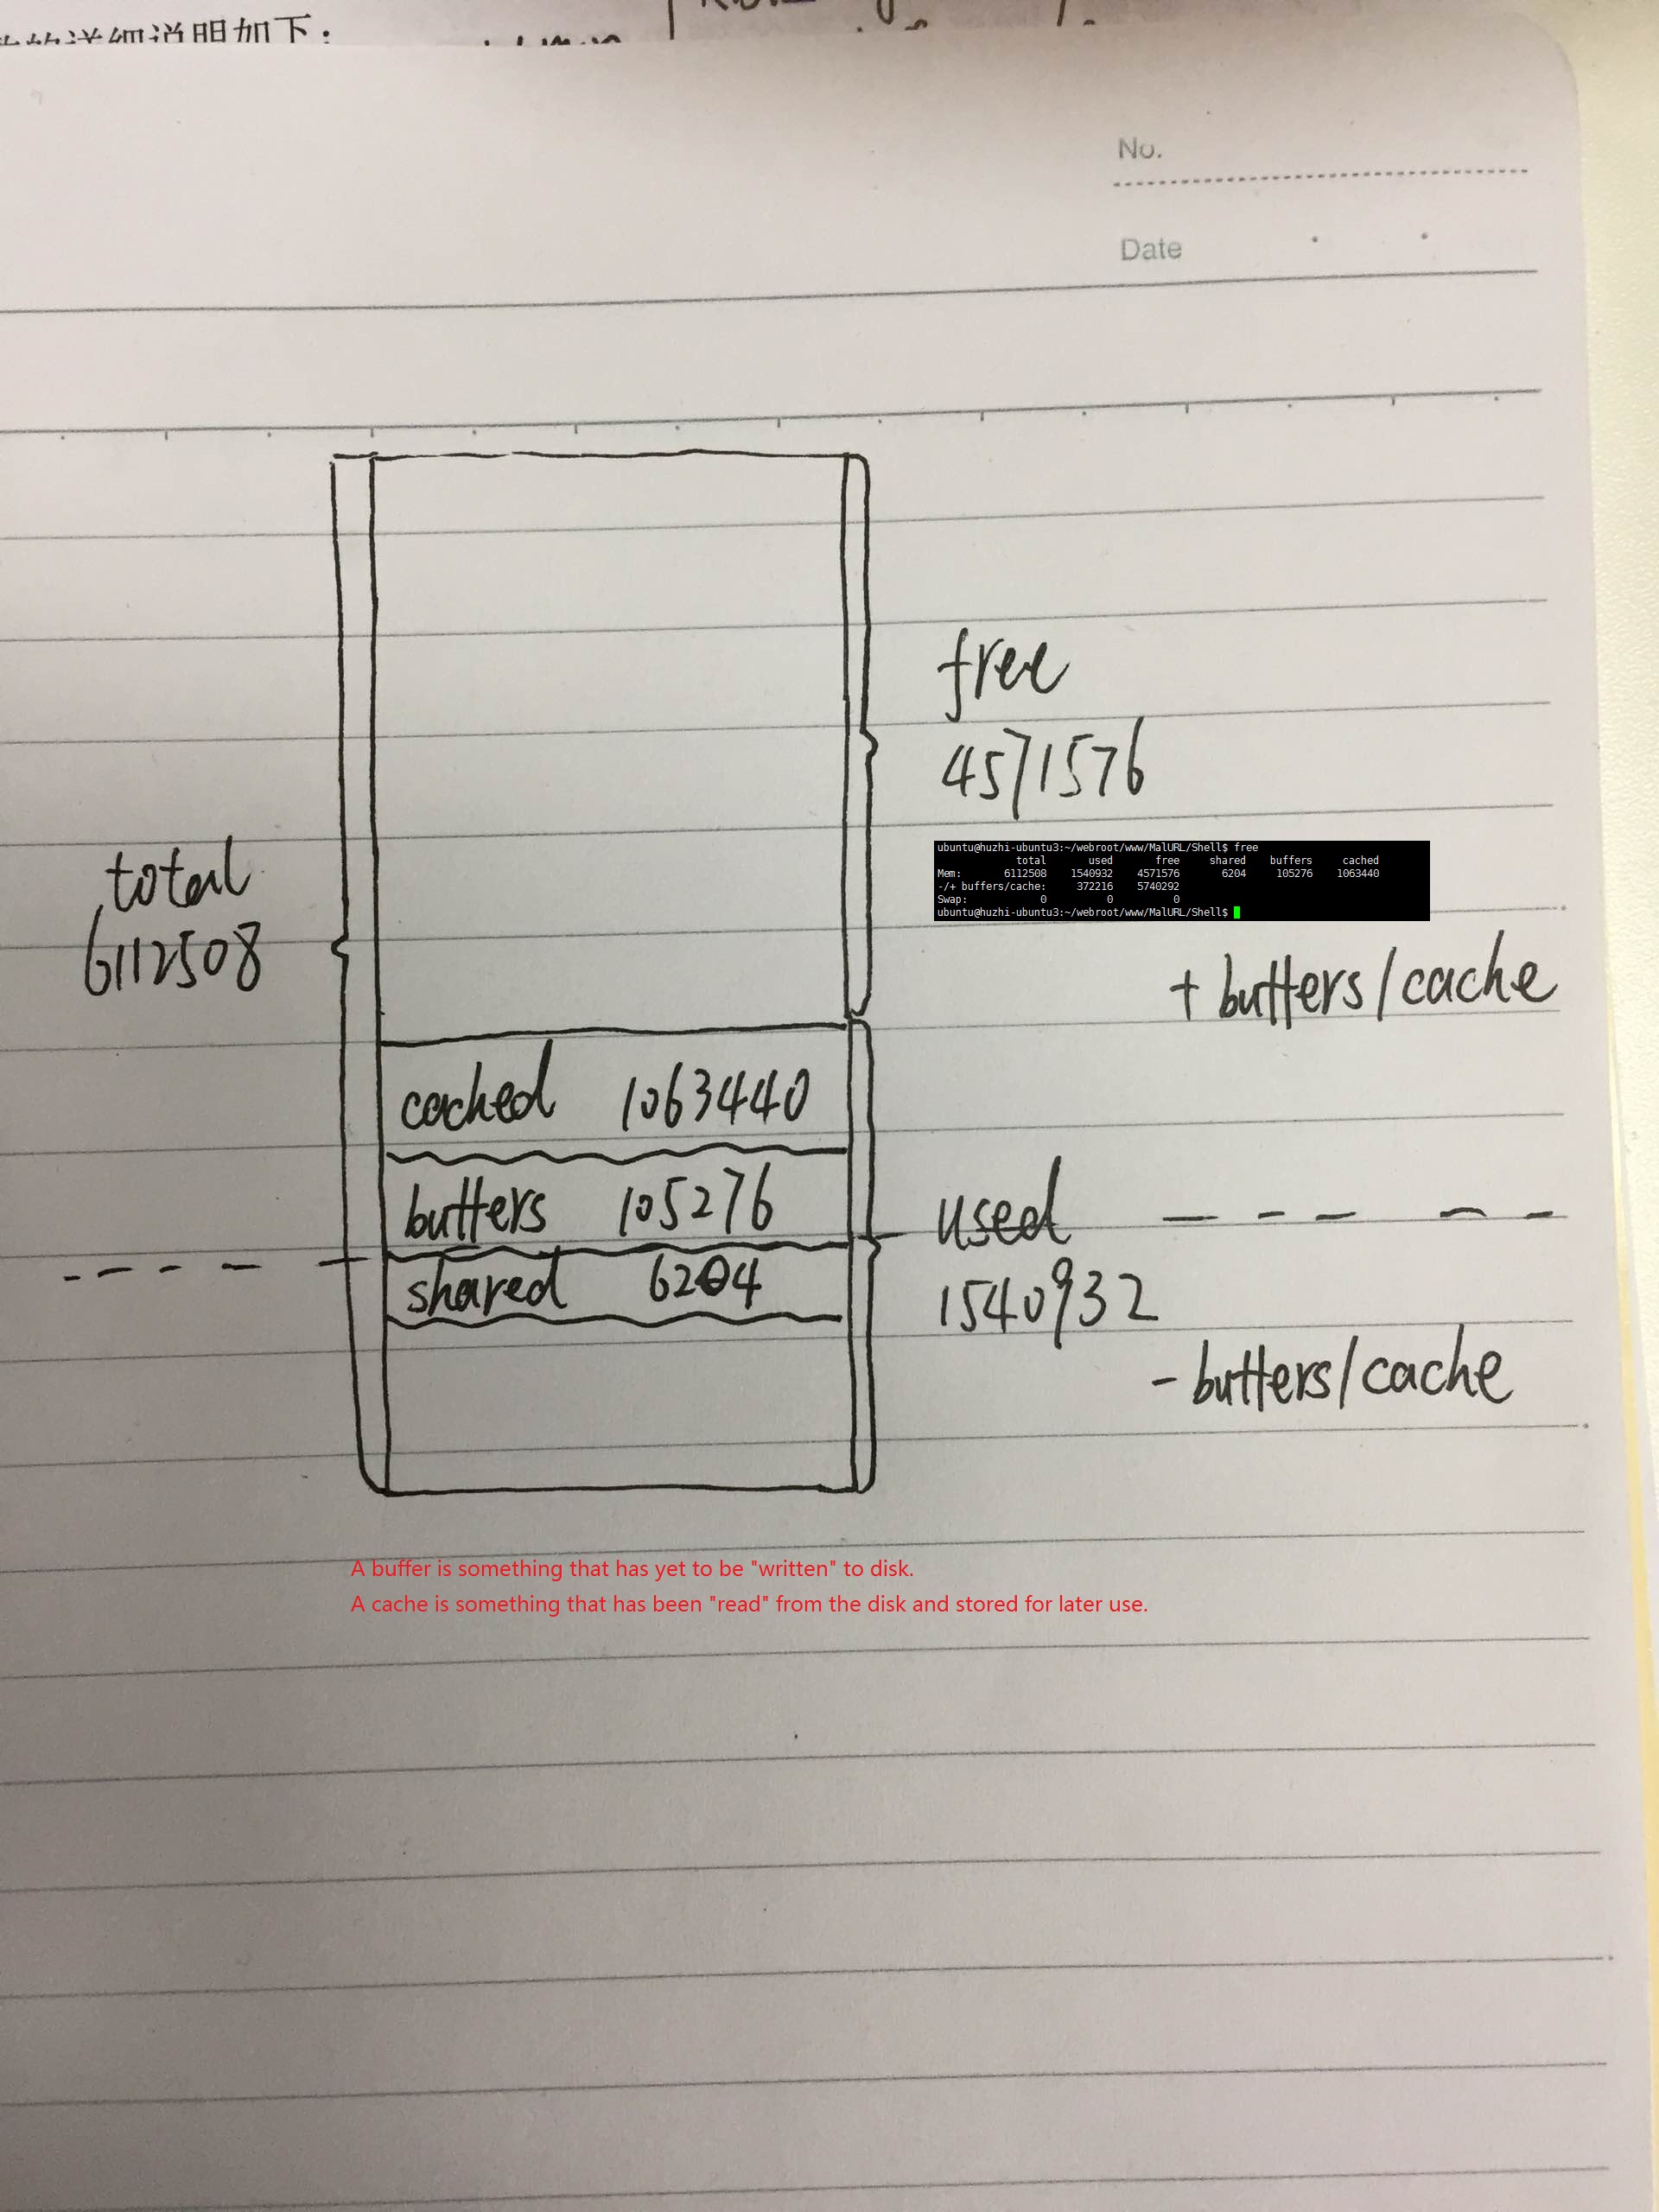 详细说明如下:
No.
Date
free
4571576
ubuntu@huzhi-ubuntu3:~/webroot/www/MalURL/Shell$ free
total used free shared buffers cached
Mem: 6112508 1540932 4571576 6204 105276 1063440
-/+ buffers/cache: 372216 5740292
Swap: 0 0 0
ubuntu@huzhi-ubuntu3:~/webroot/www/MalURL/Shell$
total
6112508
+ buffers/cache
cached 1063440
buffers 105276
used
shared 6204
1540932
- buffers/cache
A buffer is something that has yet to be "written" to disk.
A cache is something that has been "read" from the disk and stored for later use.